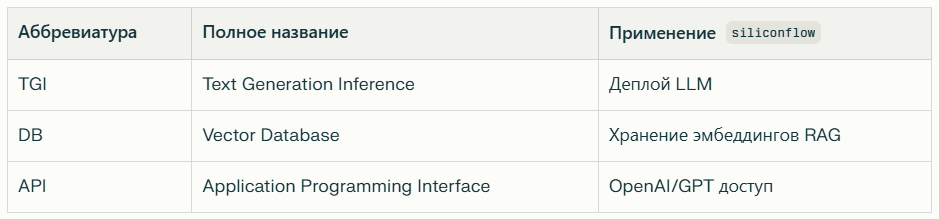 Аббревиатура Полное название Применение siliconflow
TGI Text Generation Inference Деплой LLM
DB Vector Database Хранение эмбеддингов RAG
API Application Programming Interface OpenAI/GPT доступ